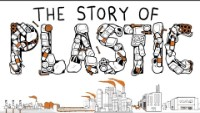 THE STORY OF
PLASTIC